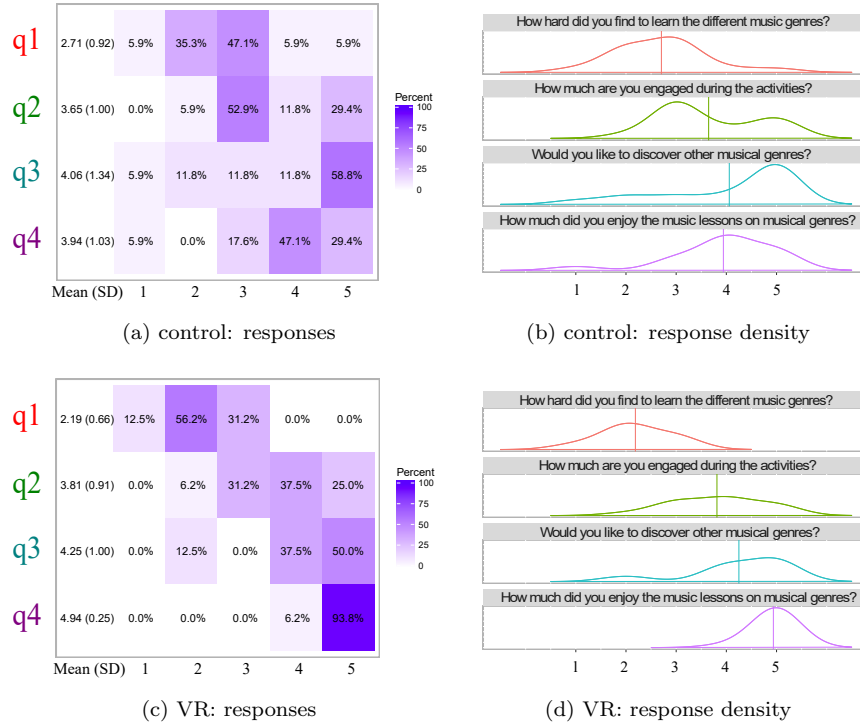 q1 2.71 (0.92) 5.9% 35.3% 47.1% 5.9% 5.9%
q2 3.65 (1.00) 0.0% 5.9% 52.9% 11.8% 29.4%
q3 4.06 (1.34) 5.9% 11.8% 11.8% 11.8% 58.8%
q4 3.94 (1.03) 5.9% 0.0% 17.6% 47.1% 29.4%
Mean (SD) 1 2 3 4 5
Percent
100
75
50
25
0
(a) control: responses
How hard did you find to learn the different music genres?
How much are you engaged during the activities?
Would you like to discover other musical genres?
How much did you enjoy the music lessons on musical genres?
1 2 3 4 5
(b) control: response density
q1 2.19 (0.66) 12.5% 56.2% 31.2% 0.0% 0.0%
q2 3.81 (0.91) 0.0% 6.2% 31.2% 37.5% 25.0%
q3 4.25 (1.00) 0.0% 12.5% 0.0% 37.5% 50.0%
q4 4.94 (0.25) 0.0% 0.0% 0.0% 6.2% 93.8%
Mean (SD) 1 2 3 4 5
Percent
100
75
50
25
0
(c) VR: responses
How hard did you find to learn the different music genres?
How much are you engaged during the activities?
Would you like to discover other musical genres?
How much did you enjoy the music lessons on musical genres?
1 2 3 4 5
(d) VR: response density